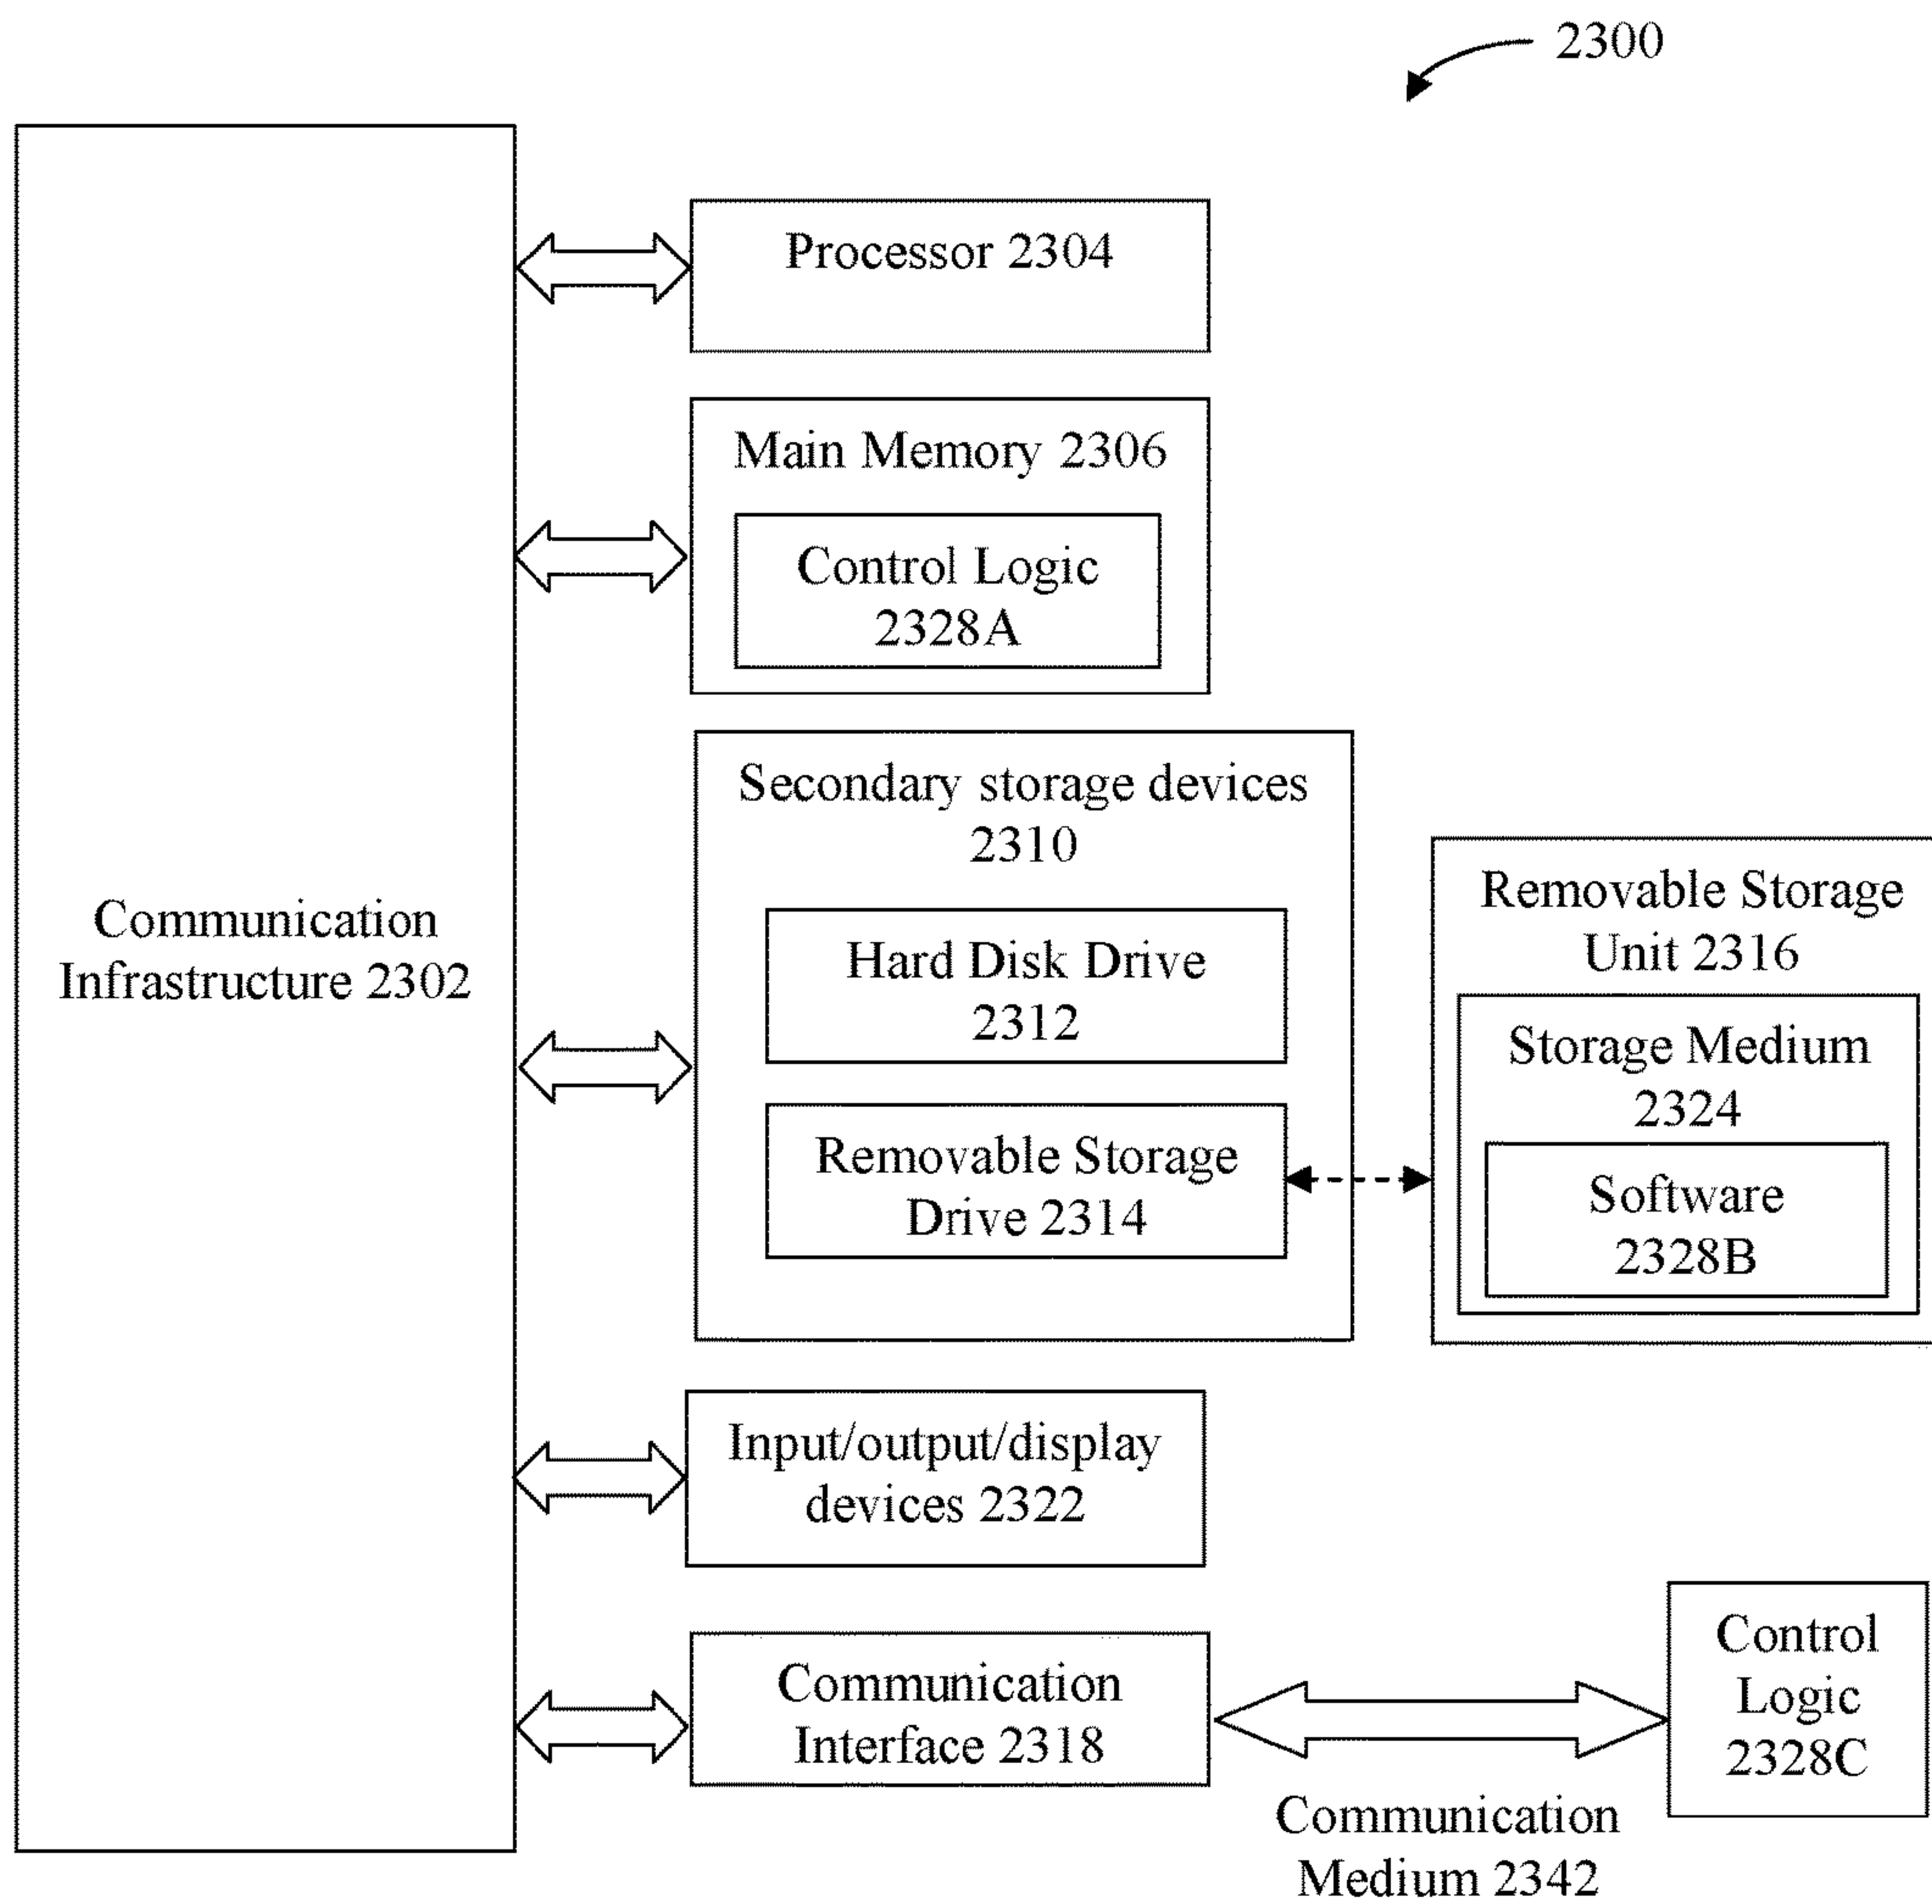 2300
Processor 2304
Main Memory 2306
Control Logic
2328A
Secondary storage devices
2310
Communication
Infrastructure 2302
Hard Disk Drive
2312
Removable Storage
Drive 2314
Removable Storage
Unit 2316
Storage Medium
2324
Software
2328B
Input/output/display
devices 2322
Communication
Interface 2318
Control
Logic
2328C
Communication
Medium 2342